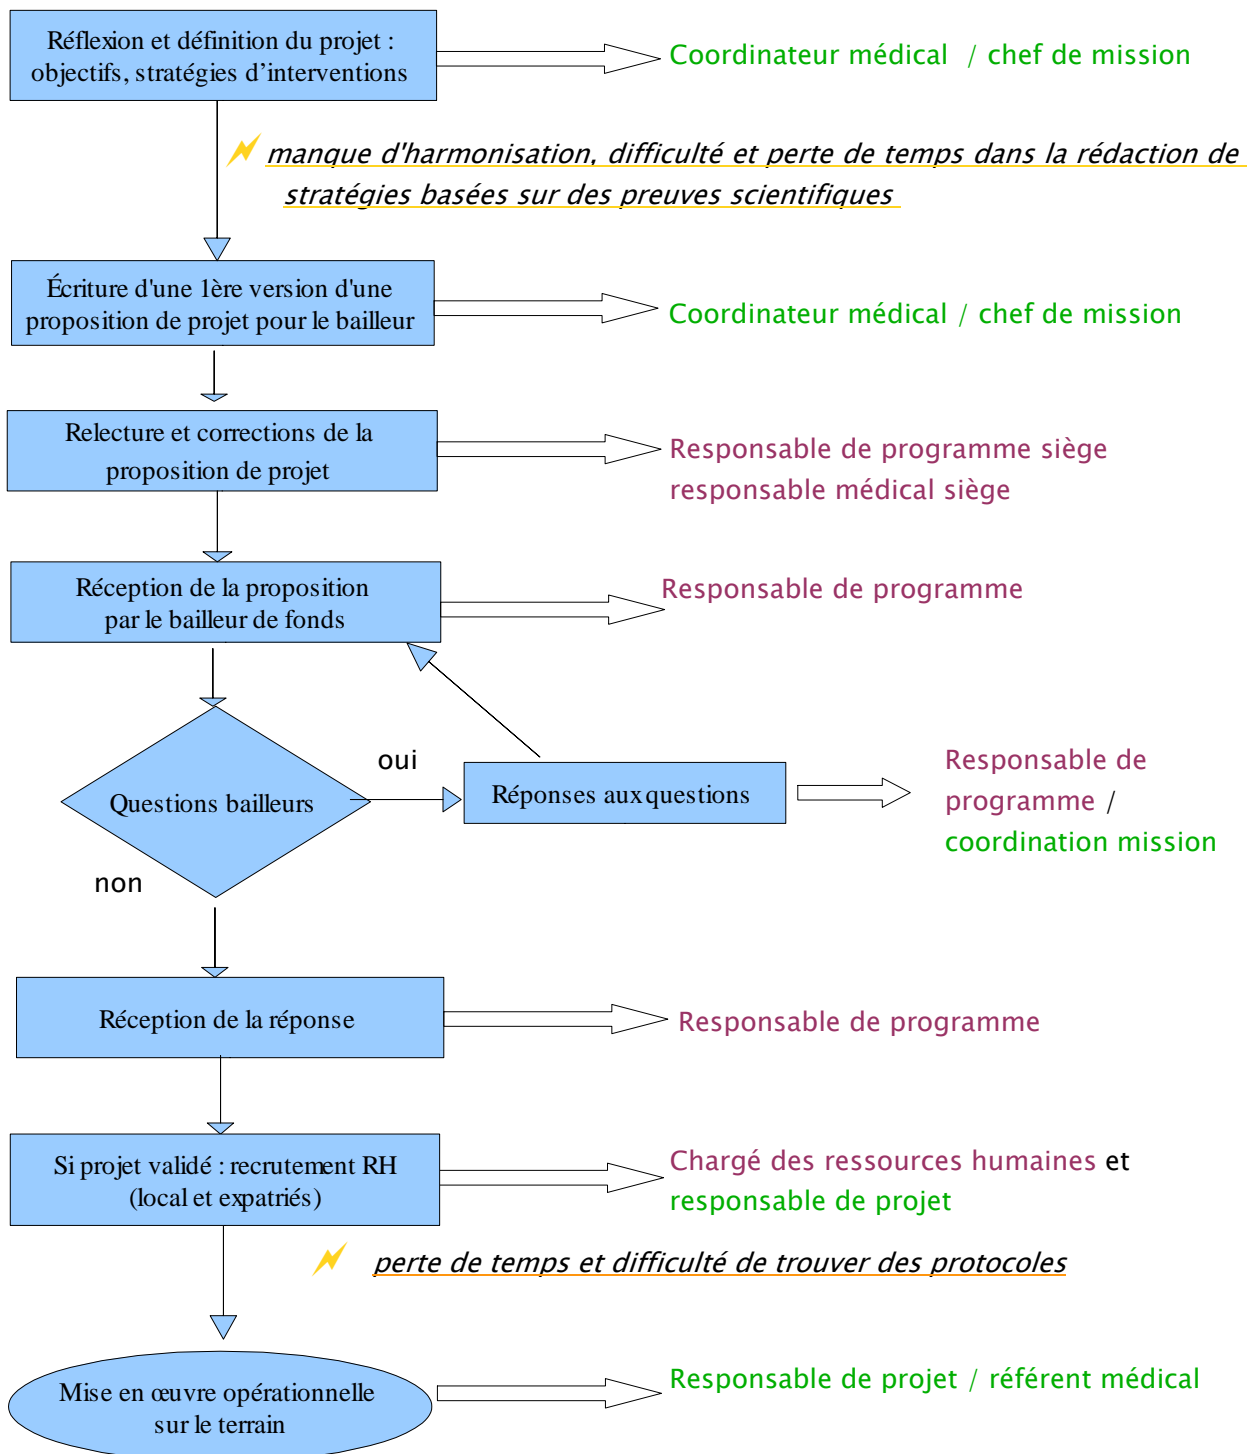 Réflexion et définition du projet :
objectifs, stratégies d'interventions
Coordinateur médical / chef de mission
manque d'harmonisation, difficulté et perte de temps dans la rédaction de
stratégies basées sur des preuves scientifiques
Écriture d'une 1ère version d'une
proposition de projet pour le bailleur
Coordinateur médical / chef de mission
Relecture et corrections de la
proposition de projet
Responsable de programme siège
responsable médical siège
Réception de la proposition
par le bailleur de fonds
Responsable de programme
Questions bailleurs
oui
Réponses aux questions
Responsable de
programme /
coordination mission
non
Réception de la réponse
Responsable de programme
Si projet validé : recrutement RH
(local et expatriés)
Chargé des ressources humaines et
responsable de projet
perte de temps et difficulté de trouver des protocoles
Mise en œuvre opérationnelle
sur le terrain
Responsable de projet / référent médical